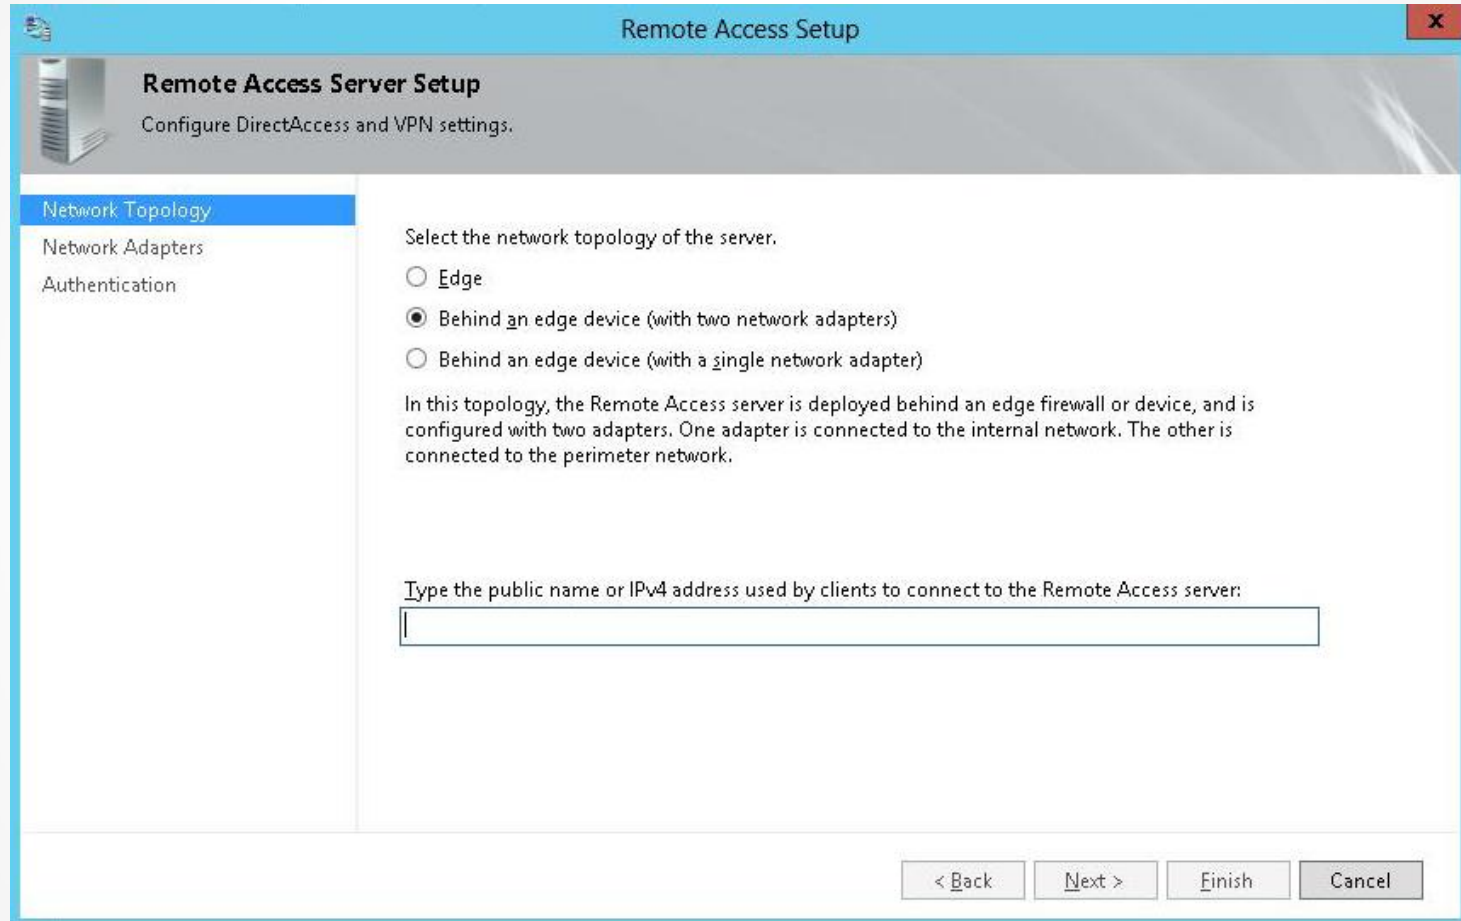 Remote Access Setup
x
Remote Access Server Setup
Configure DirectAccess and VPN settings.
Network Topology
Network Adapters
Authentication
Select the network topology of the server.
Edge
Behind an edge device (with two network adapters)
Behind an edge device (with a single network adapter)
In this topology, the Remote Access server is deployed behind an edge firewall or device, and is
configured with two adapters. One adapter is connected to the internal network. The other is
connected to the perimeter network.
Type the public name or IPv4 address used by clients to connect to the Remote Access server:
< Back
Next >
Finish
Cancel